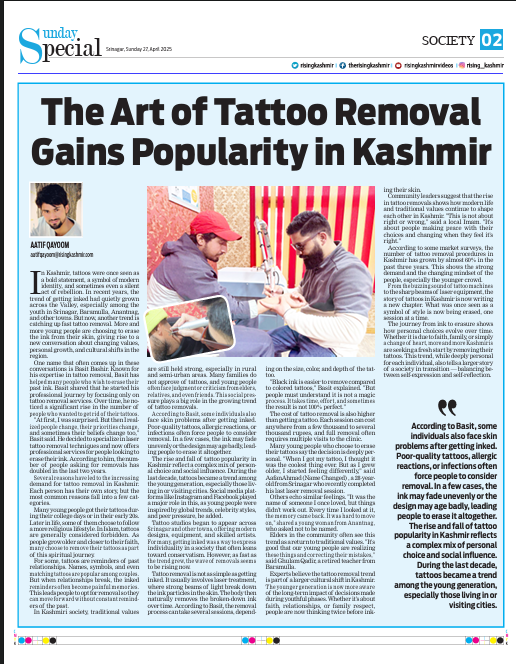 Sunday
Special
Srinagar, Sunday 27, April 2025
SOCIETY 02
risingkashmir | therisingkashmir | risingkashmirvideos | rising_kashmir
The Art of Tattoo Removal
Gains Popularity in Kashmir
AATIF QAYOOM
aatifqayoom@risingkashmir.com
In Kashmir, tattoos were once seen as
a bold statement, a symbol of modern
identity, and sometimes even a silent
act of rebellion. In recent years, the
trend of getting inked had quietly grown
across the Valley, especially among the
youth in Srinagar, Baramulla, Anantnag,
and other towns. But now, another trend is
catching up fast tattoo removal. More and
more young people are choosing to erase
the ink from their skin, giving rise to a
new conversation about changing values,
personal growth, and cultural shifts in the
region.
One name that often comes up in these
conversations is Basit Bashir. Known for
his expertise in tattoo removal, Basit has
helped many people who wish to erase their
past ink. Basit shared that he started his
professional journey by focusing only on
tattoo removal services. Over time, he no-
ticed a significant rise in the number of
people who wanted to get rid of their tattoos.
"At first, I was surprised. But then I real-
ized people change, their priorities change,
and sometimes their beliefs change too,"
Basit said. He decided to specialize in laser
tattoo removal techniques and now offers
professional services for people looking to
erase their ink. According to him, the num-
ber of people asking for removals has
doubled in the last two years.
Several reasons have led to the increasing
demand for tattoo removal in Kashmir.
Each person has their own story, but the
most common reasons fall into a few cat-
egories.
Many young people got their tattoos dur-
ing their college days or in their early 20s.
Later in life, some of them choose to follow
a more religious lifestyle. In Islam, tattoos
are generally considered forbidden. As
people grow older and closer to their faith,
many choose to remove their tattoos as part
of this spiritual journey.
For some, tattoos are reminders of past
relationships. Names, symbols, and even
matching tattoos are popular among couples.
But when relationships break, the inked
reminders often become painful memories.
This leads people to opt for removal so they
can move forward without constant remind-
ers of the past.
In Kashmiri society, traditional values
are still held strong, especially in rural
and semi-urban areas. Many families do
not approve of tattoos, and young people
often face judgment or criticism from elders,
relatives, and even friends. This social pres-
sure plays a big role in the growing trend
of tattoo removals.
According to Basit, some individuals also
face skin problems after getting inked.
Poor-quality tattoos, allergic reactions, or
infections often force people to consider
removal. In a few cases, the ink may fade
unevenly or the design may age badly, lead-
ing people to erase it altogether.
The rise and fall of tattoo popularity in
Kashmir reflect a complex mix of person-
al choice and social influence. During the
last decade, tattoos became a trend among
the young generation, especially those liv-
ing in or visiting cities. Social media plat-
forms like Instagram and Facebook played
a major role in this, as young people were
inspired by global trends, celebrity styles,
and peer pressure, he added.
Tattoo studios began to appear across
Srinagar and other towns, offering modern
designs, equipment, and skilled artists.
For many, getting inked was a way to express
individuality in a society that often leans
toward conservatism. However, as fast as
the trend grew, the wave of removals seems
to be rising now.
Tattoo removal is not as simple as getting
inked. It usually involves laser treatment,
where strong beams of light break down
the ink particles in the skin. The body then
naturally removes the broken-down ink
over time. According to Basit, the removal
process can take several sessions, depend-
ing on the size, color, and depth of the tat-
too.
"Black ink is easier to remove compared
to colored tattoos," Basit explained. "But
people must understand it is not a magic
process. It takes time, effort, and sometimes
the result is not 100% perfect."
The cost of tattoo removal is also higher
than getting a tattoo. Each session can cost
anywhere from a few thousand to several
thousand rupees, and full removal often
requires multiple visits to the clinic.
Many young people who choose to erase
their tattoos say the decision is deeply per-
sonal. "When I got my tattoo, I thought it
was the coolest thing ever. But as I grew
older, I started feeling differently," said
Aadim Ahmad (Name Changed), a 28-year-
old from Srinagar who recently completed
his last laser removal session.
Others echo similar feelings. "It was the
name of someone I once loved, but things
didn't work out. Every time I looked at it,
the memory came back. It was hard to move
on," shared a young woman from Anantnag,
who asked not to be named.
Elders in the community often see this
trend as a return to traditional values. "It's
good that our young people are realizing
these things and correcting their mistakes,"
said Ghulam Qadir, a retired teacher from
Baramulla.
Experts believe the tattoo removal trend
is part of a larger cultural shift in Kashmir.
The younger generation is now more aware
of the long-term impact of decisions made
during youthful phases. Whether it's about
faith, relationships, or family respect,
people are now thinking twice before ink-
ing their skin.
Community leaders suggest that the rise
in tattoo removals shows how modern life
and traditional values continue to shape
each other in Kashmir. "This is not about
right or wrong," said a local Imam. "It's
about people making peace with their
choices and changing when they feel it's
right."
According to some market surveys, the
number of tattoo removal procedures in
Kashmir has grown by almost 60% in the
past three years. This shows the strong
demand and the changing mindset of the
people, especially the younger crowd.
From the buzzing sound of tattoo machines
to the sharp beams of laser equipment, the
story of tattoos in Kashmir is now writing
a new chapter. What was once seen as a
symbol of style is now being erased, one
session at a time.
The journey from ink to erasure shows
how personal choices evolve over time.
Whether it is due to faith, family, or simply
a change of heart, more and more Kashmiris
are seeking a fresh start by removing their
tattoos. This trend, while deeply personal
for each individual, also tells a larger story
of a society in transition — balancing be-
tween self-expression and self-reflection.
"
According to Basit, some
individuals also face skin
problems after getting inked.
Poor-quality tattoos, allergic
reactions, or infections often
force people to consider
removal. In a few cases, the
ink may fade unevenly or the
design may age badly, leading
people to erase it altogether.
The rise and fall of tattoo
popularity in Kashmir reflects
a complex mix of personal
choice and social influence.
During the last decade,
tattoos became a trend
among the young generation,
especially those living in or
visiting cities.